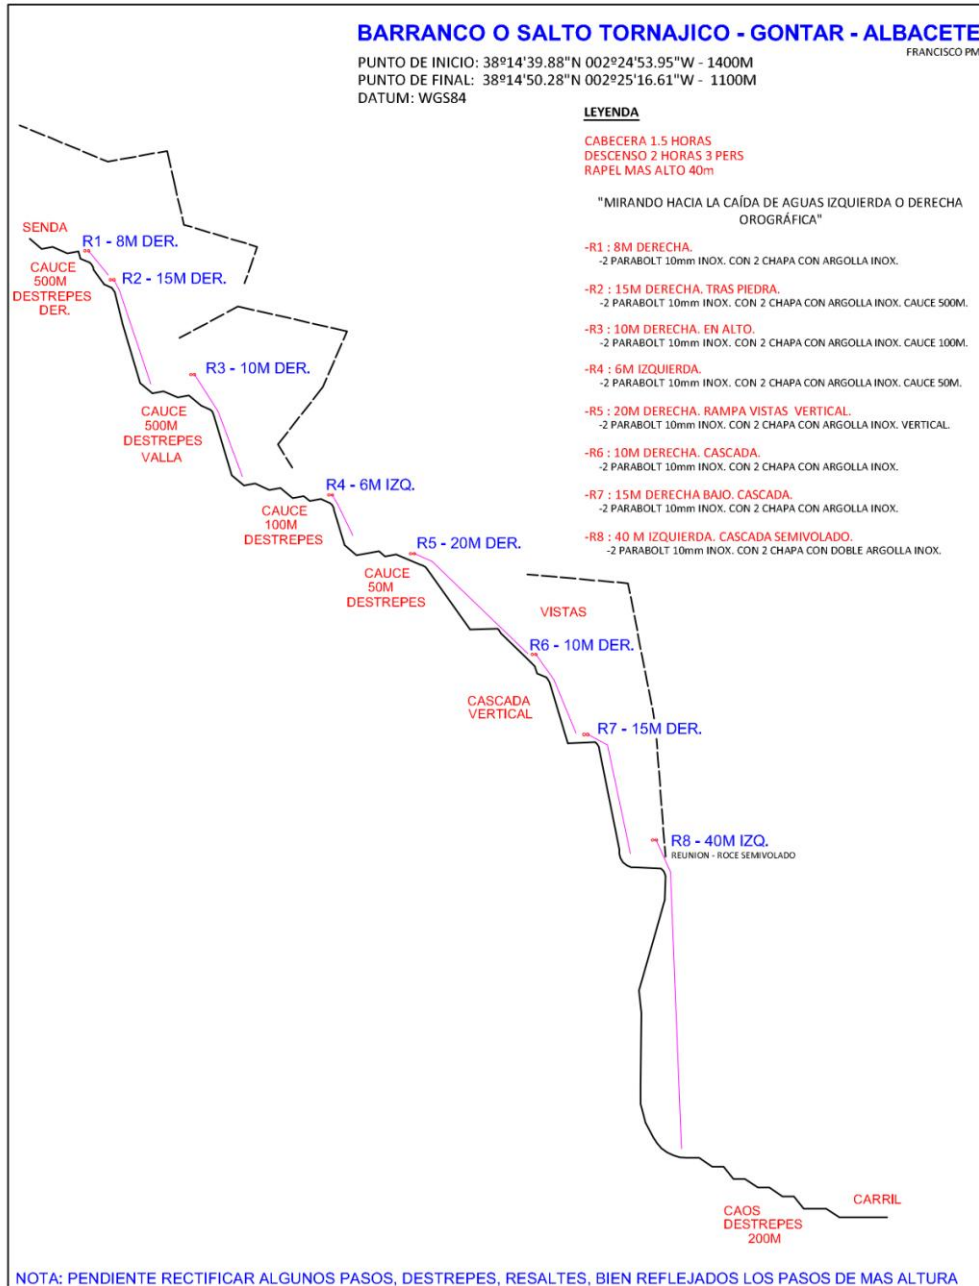 BARRANCO O SALTO TORNAJICO - GONTAR - ALBACETE
FRANCISCO PM
PUNTO DE INICIO: 38º14'39.88"N 002º24'53.95"W - 1400M
PUNTO DE FINAL: 38º14'50.28"N 002º25'16.61"W - 1100M
DATUM: WGS84
LEYENDA
CABECERA 1.5 HORAS
DESCENSO 2 HORAS 3 PERS
RAPEL MAS ALTO 40m
"MIRANDO HACIA LA CAÍDA DE AGUAS IZQUIERDA O DERECHA
OROGRÁFICA"
-R1 : 8M DERECHA.
-2 PARABOLT 10mm INOX. CON 2 CHAPA CON ARGOLLA INOX.
-R2 : 15M DERECHA. TRAS PIEDRA.
-2 PARABOLT 10mm INOX. CON 2 CHAPA CON ARGOLLA INOX. CAUCE 500M.
-R3 : 10M DERECHA. EN ALTO.
-2 PARABOLT 10mm INOX. CON 2 CHAPA CON ARGOLLA INOX. CAUCE 100M.
-R4 : 6M IZQUIERDA.
-2 PARABOLT 10mm INOX. CON 2 CHAPA CON ARGOLLA INOX. CAUCE 50M.
-R5 : 20M DERECHA. RAMPA VISTAS VERTICAL.
-2 PARABOLT 10mm INOX. CON 2 CHAPA CON ARGOLLA INOX. VERTICAL.
-R6 : 10M DERECHA. CASCADA.
-2 PARABOLT 10mm INOX. CON 2 CHAPA CON ARGOLLA INOX.
-R7 : 15M DERECHA BAJO. CASCADA.
-2 PARABOLT 10mm INOX. CON 2 CHAPA CON ARGOLLA INOX.
-R8 : 40 M IZQUIERDA. CASCADA SEMIVOLADO.
-2 PARABOLT 10mm INOX. CON 2 CHAPA CON DOBLE ARGOLLA INOX.
SENDA
R1 - 8M DER.
CAUCE
500M
DESTREPES
DER.
R2 - 15M DER.
R3 - 10M DER.
CAUCE
500M
DESTREPES
VALLA
R4 - 6M IZQ.
CAUCE
100M
DESTREPES
R5 - 20M DER.
CAUCE
50M
DESTREPES
VISTAS
R6 - 10M DER.
CASCADA
VERTICAL
R7 - 15M DER.
R8 - 40M IZQ.
REUNION - ROCE SEMIVOLADO
CARRIL
CAOS
DESTREPES
200M
NOTA: PENDIENTE RECTIFICAR ALGUNOS PASOS, DESTREPES, RESALTES, BIEN REFLEJADOS LOS PASOS DE MAS ALTURA